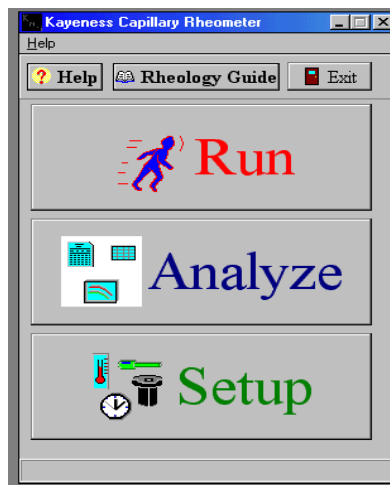 Kayeness Capillary Rheometer
Help
Help Rheology Guide Exit
Run
Analyze
Setup